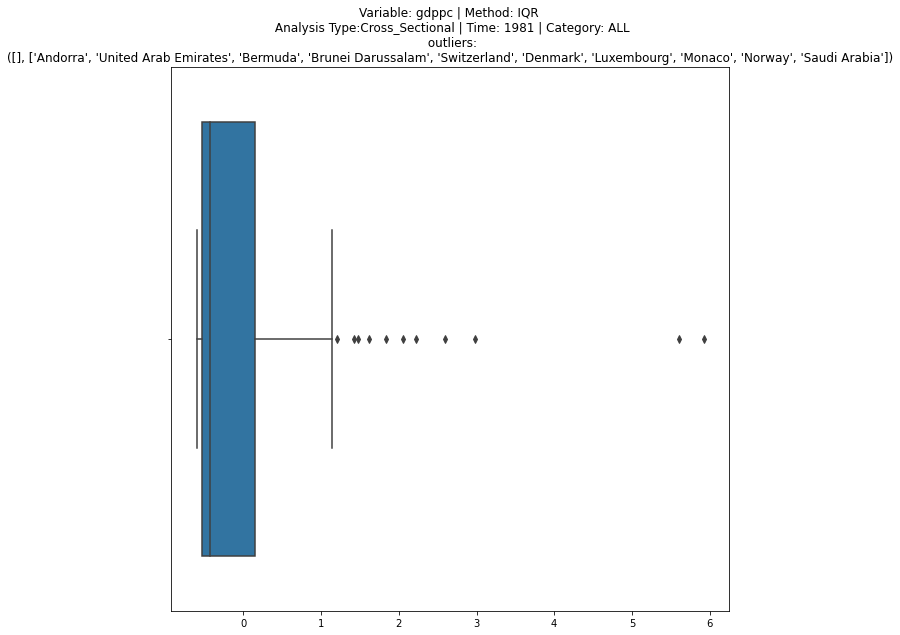 Variable: gdppc | Method: IQR
Analysis Type:Cross_Sectional | Time: 1981 | Category: ALL
outliers:
([], ['Andorra', 'United Arab Emirates', 'Bermuda', 'Brunei Darussalam', 'Switzerland', 'Denmark', 'Luxembourg', 'Monaco', 'Norway', 'Saudi Arabia'])
0 1 2 3 4 5 6